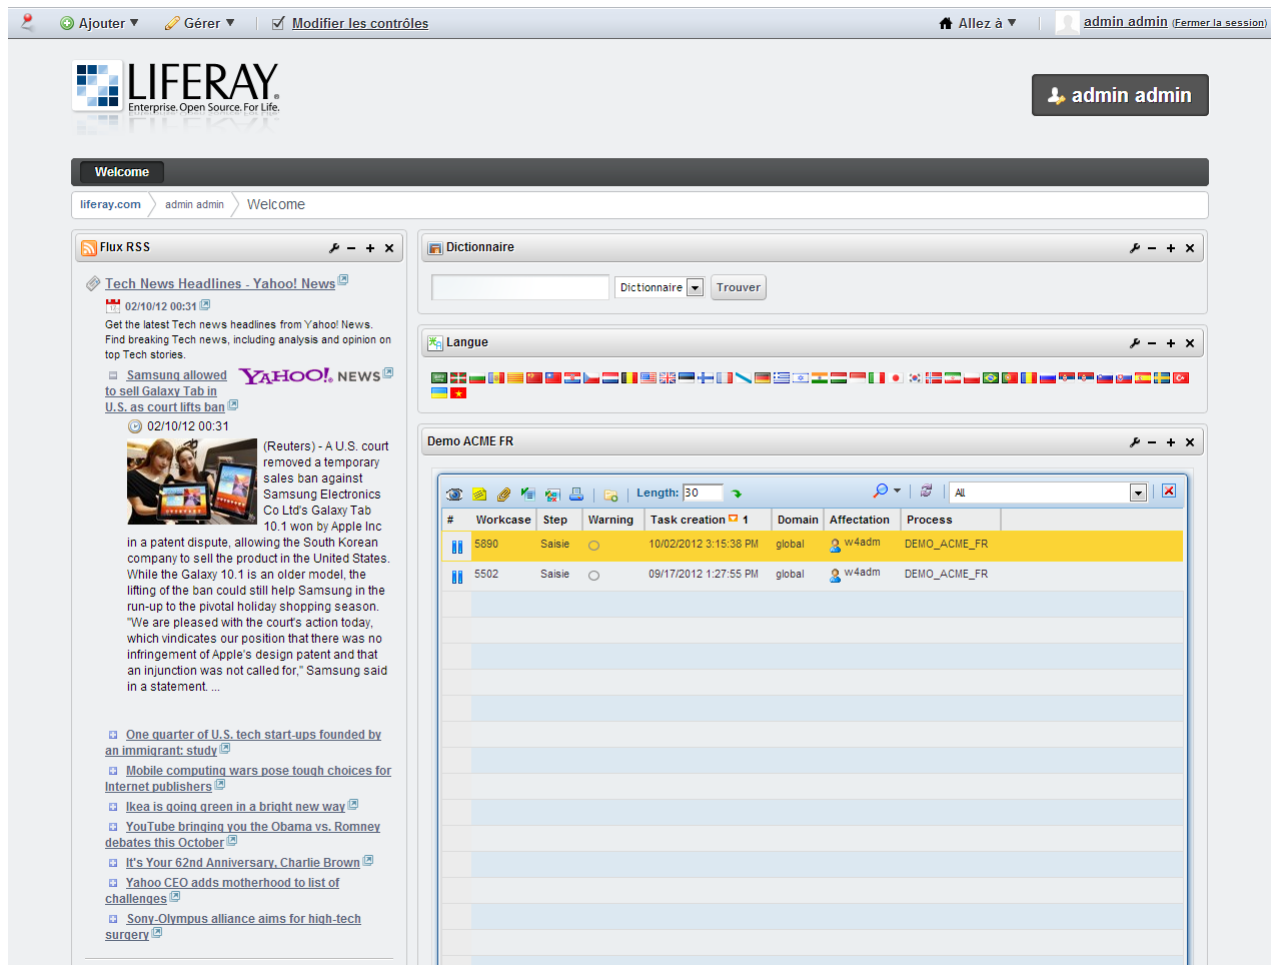 Ajouter ▼ Gérer ▼ Modifier les contrôles Allez à ▼ admin admin (Fermer la session)
LIFERAY.
Enterprise. Open Source. For Life.
admin admin
Welcome
liferay.com admin admin Welcome
Flux RSS
Tech News Headlines - Yahoo! News
02/10/12 00:31
Get the latest Tech news headlines from Yahoo! News.
Find breaking Tech news, including analysis and opinion on
top Tech stories.
YAHOO! NEWS
Samsung allowed
to sell Galaxy Tab in
U.S. as court lifts ban
02/10/12 00:31
(Reuters) - A U.S. court
removed a temporary
sales ban against
Samsung Electronics
Co Ltd's Galaxy Tab
10.1 won by Apple Inc
in a patent dispute, allowing the South Korean
company to sell the product in the United States.
While the Galaxy 10.1 is an older model, the
lifting of the ban could still help Samsung in the
run-up to the pivotal holiday shopping season.
"We are pleased with the court's action today,
which vindicates our position that there was no
infringement of Apple's design patent and that
an injunction was not called for," Samsung said
in a statement. ...
One quarter of U.S. tech start-ups founded by
an immigrant: study
Mobile computing wars pose tough choices for
Internet publishers
Ikea is going green in a bright new way
YouTube bringing you the Obama vs. Romney
debates this October
It's Your 62nd Anniversary, Charlie Brown
Yahoo CEO adds motherhood to list of
challenges
Sony-Olympus alliance aims for high-tech
surgery
Dictionnaire
Dictionnaire Trouver
Langue
Demo ACME FR
Length: 30 All
# Workcase Step Warning Task creation 1 Domain Affectation Process
5890 Saisie 10/02/2012 3:15:38 PM global w4adm DEMO_ACME_FR
5502 Saisie 09/17/2012 1:27:55 PM global w4adm DEMO_ACME_FR